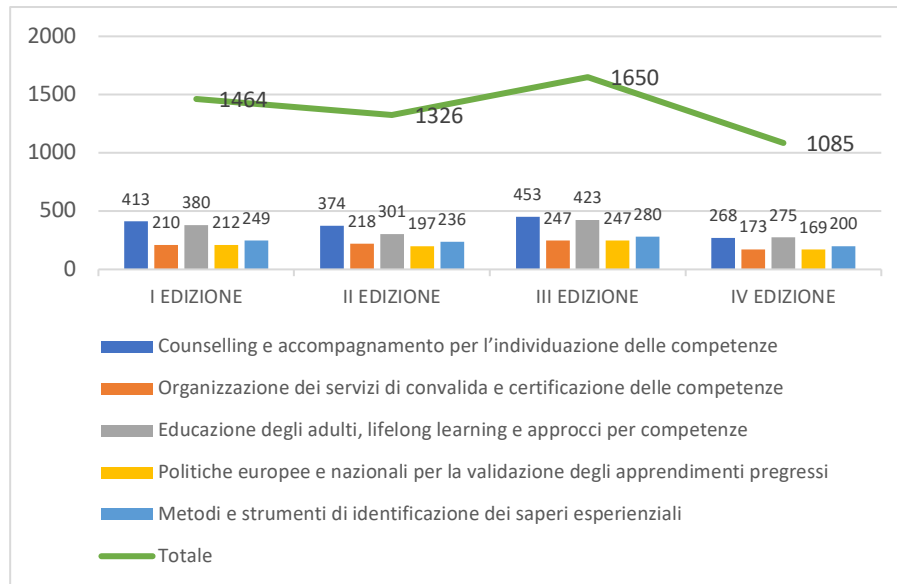 2000
1500
1000
500
0
1464
1326
1650
1085
413
210
380
212
249
374
218
301
197
236
453
247
423
247
280
268
173
275
169
200
I EDIZIONE
II EDIZIONE
III EDIZIONE
IV EDIZIONE
Counselling e accompagnamento per l’individuazione delle competenze
Organizzazione dei servizi di convalida e certificazione delle competenze
Educazione degli adulti, lifelong learning e approcci per competenze
Politiche europee e nazionali per la validazione degli apprendimenti pregressi
Metodi e strumenti di identificazione dei saperi esperienziali
Totale